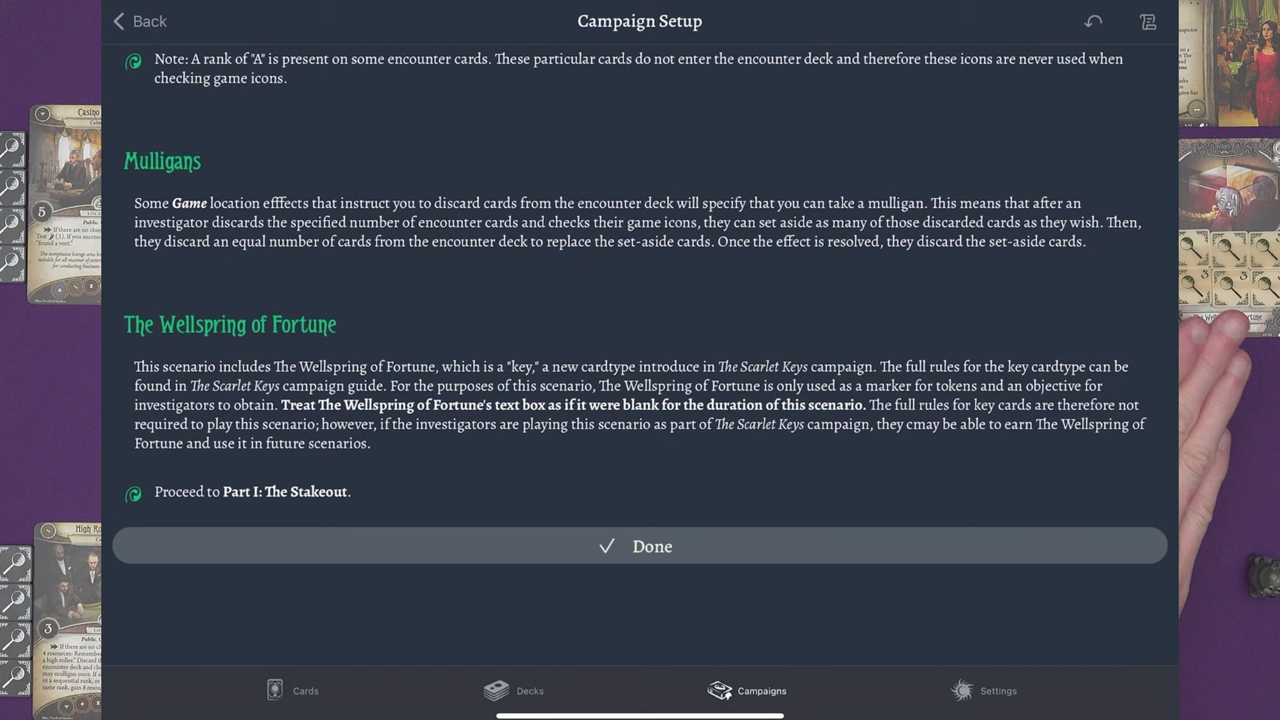 Back
Campaign Setup
Note: A rank of "A" is present on some encounter cards. These particular cards do not enter the encounter deck and therefore these icons are never used when
checking game icons.
Mulligans
Some Game location efffects that instruct you to discard cards from the encounter deck will specify that you can take a mulligan. This means that after an
investigator discards the specified number of encounter cards and checks their game icons, they can set aside as many of those discarded cards as they wish. Then,
they discard an equal number of cards from the encounter deck to replace the set-aside cards. Once the effect is resolved, they discard the set-aside cards.
The Wellspring of Fortune
This scenario includes The Wellspring of Fortune, which is a "key," a new cardtype introduce in The Scarlet Keys campaign. The full rules for the key cardtype can be
found in The Scarlet Keys campaign guide. For the purposes of this scenario, The Wellspring of Fortune is only used as a marker for tokens and an objective for
investigators to obtain. Treat The Wellspring of Fortune's text box as if it were blank for the duration of this scenario. The full rules for key cards are therefore not
required to play this scenario; however, if the investigators are playing this scenario as part of The Scarlet Keys campaign, they cmay be able to earn The Wellspring of
Fortune and use it in future scenarios.
Proceed to Part I: The Stakeout.
Done
Cards
Decks
Campaigns
Settings
Casino
5
High Ro
3